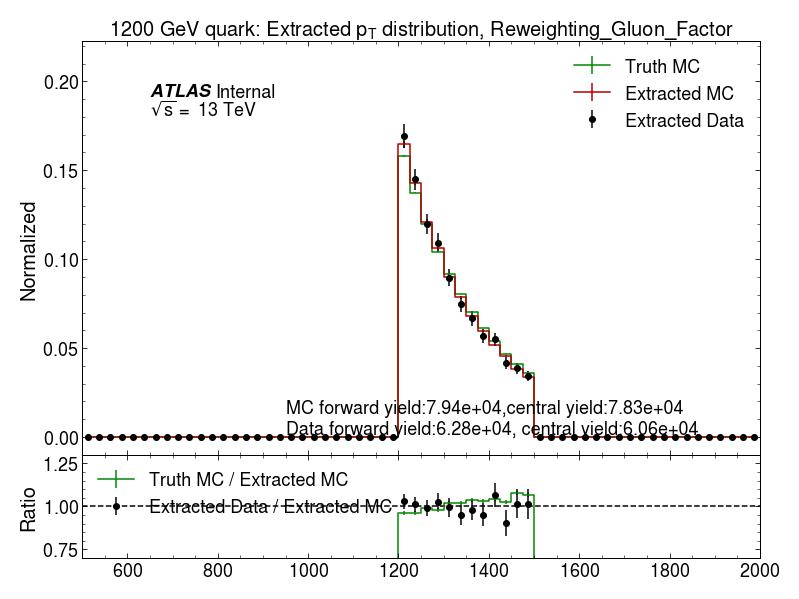 1200 GeV quark: Extracted p_T distribution, Reweighting_Gluon_Factor
ATLAS Internal
√s = 13 TeV
Truth MC
Extracted MC
Extracted Data
Normalized
0.20
0.15
0.10
0.05
0.00
MC forward yield:7.94e+04,central yield:7.83e+04
Data forward yield:6.28e+04, central yield:6.06e+04
Ratio
1.25
1.00
0.75
Truth MC / Extracted MC
Extracted Data / Extracted MC
600 800 1000 1200 1400 1600 1800 2000